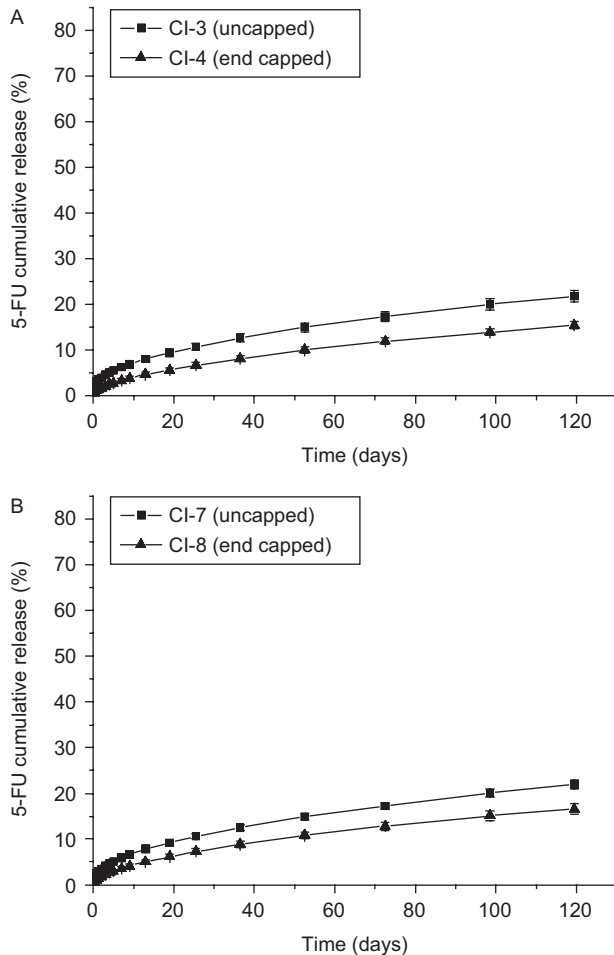 A
80
70
60
50
40
30
20
10
0
5-FU cumulative release (%)
CI-3 (uncapped)
CI-4 (end capped)
0 20 40 60 80 100 120
Time (days)
B
80
70
60
50
40
30
20
10
0
5-FU cumulative release (%)
CI-7 (uncapped)
CI-8 (end capped)
0 20 40 60 80 100 120
Time (days)